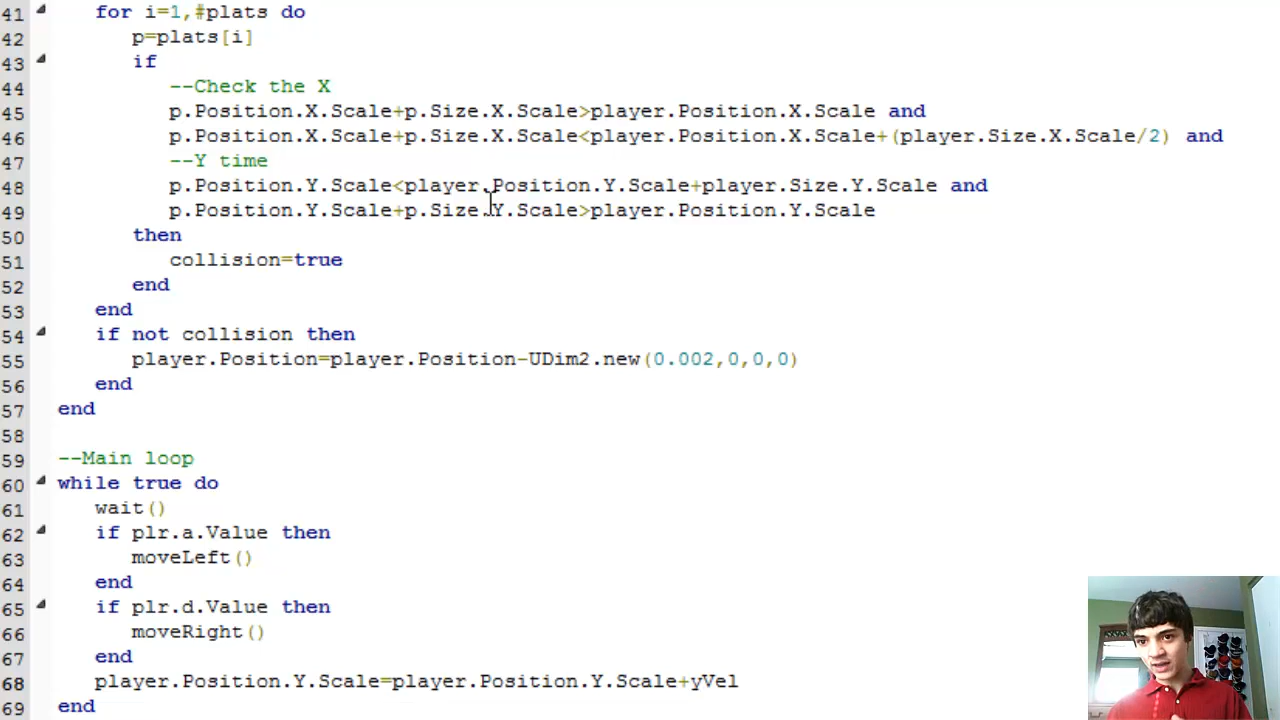 41 for i=1,#plats do
42 p=plats[i]
43 if
44 --Check the X
45 p.Position.X.Scale+p.Size.X.Scale>player.Position.X.Scale and
46 p.Position.X.Scale+p.Size.X.Scale<player.Position.X.Scale+(player.Size.X.Scale/2) and
47 --Y time
48 p.Position.Y.Scale<player.Position.Y.Scale+player.Size.Y.Scale and
49 p.Position.Y.Scale+p.Size.Y.Scale>player.Position.Y.Scale
50 then
51 collision=true
52 end
53 end
54 if not collision then
55 player.Position=player.Position-UDim2.new(0.002,0,0,0)
56 end
57 end
58
59 --Main loop
60 while true do
61 wait()
62 if plr.a.Value then
63 moveLeft()
64 end
65 if plr.d.Value then
66 moveRight()
67 end
68 player.Position.Y.Scale=player.Position.Y.Scale+yVel
69 end